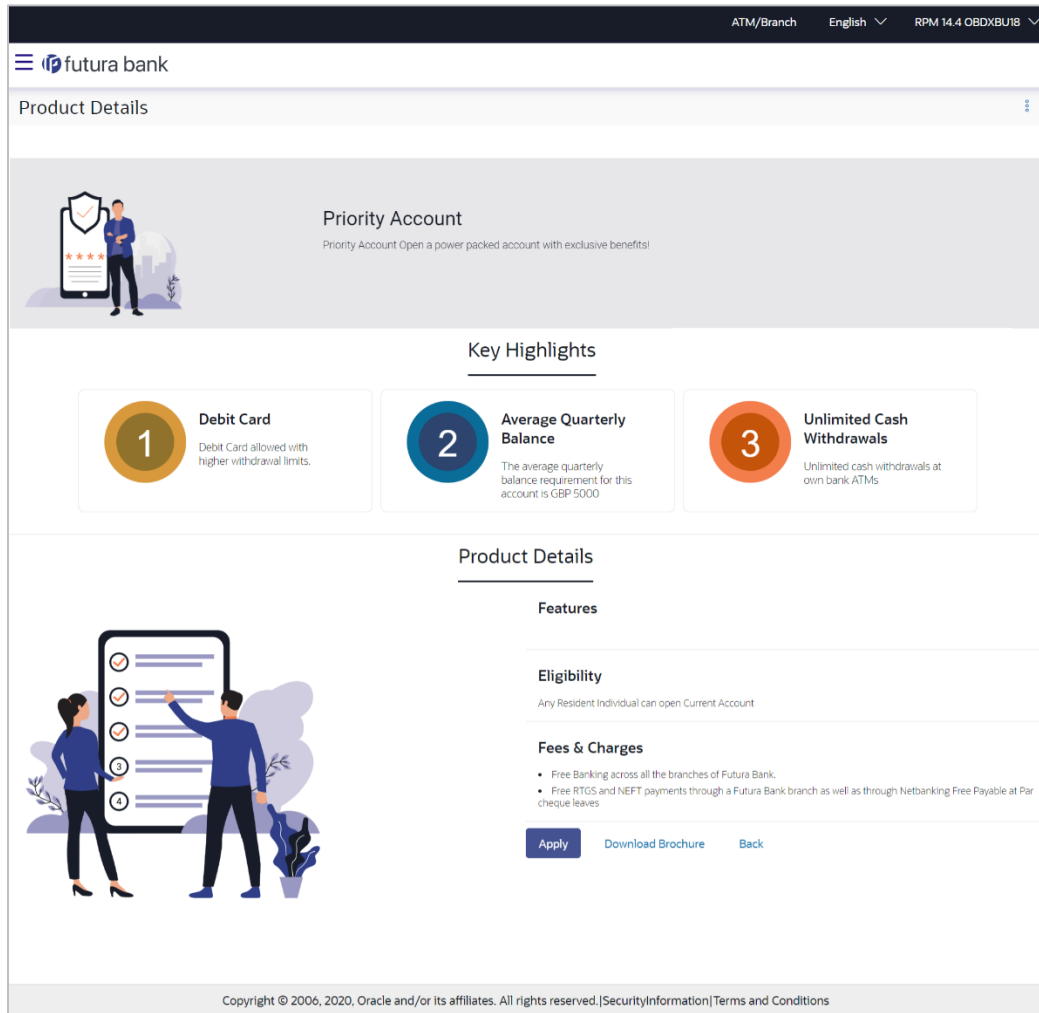 ATM/Branch English RPM 14.4 OBDXBU18
futura bank
Product Details
Priority Account
Priority Account Open a power packed account with exclusive benefits!
* * * *
Key Highlights
1
Debit Card
Debit Card allowed with
higher withdrawal limits.
2
Average Quarterly
Balance
The average quarterly
balance requirement for this
account is GBP 5000
3
Unlimited Cash
Withdrawals
Unlimited cash withdrawals at
own bank ATMs
Product Details
3
4
Features
Eligibility
Any Resident Individual can open Current Account
Fees & Charges
• Free Banking across all the branches of Futura Bank.
• Free RTGS and NEFT payments through a Futura Bank branch as well as through Netbanking Free Payable at Par
cheque leaves
Apply Download Brochure Back
Copyright © 2006, 2020, Oracle and/or its affiliates. All rights reserved.|SecurityInformation|Terms and Conditions